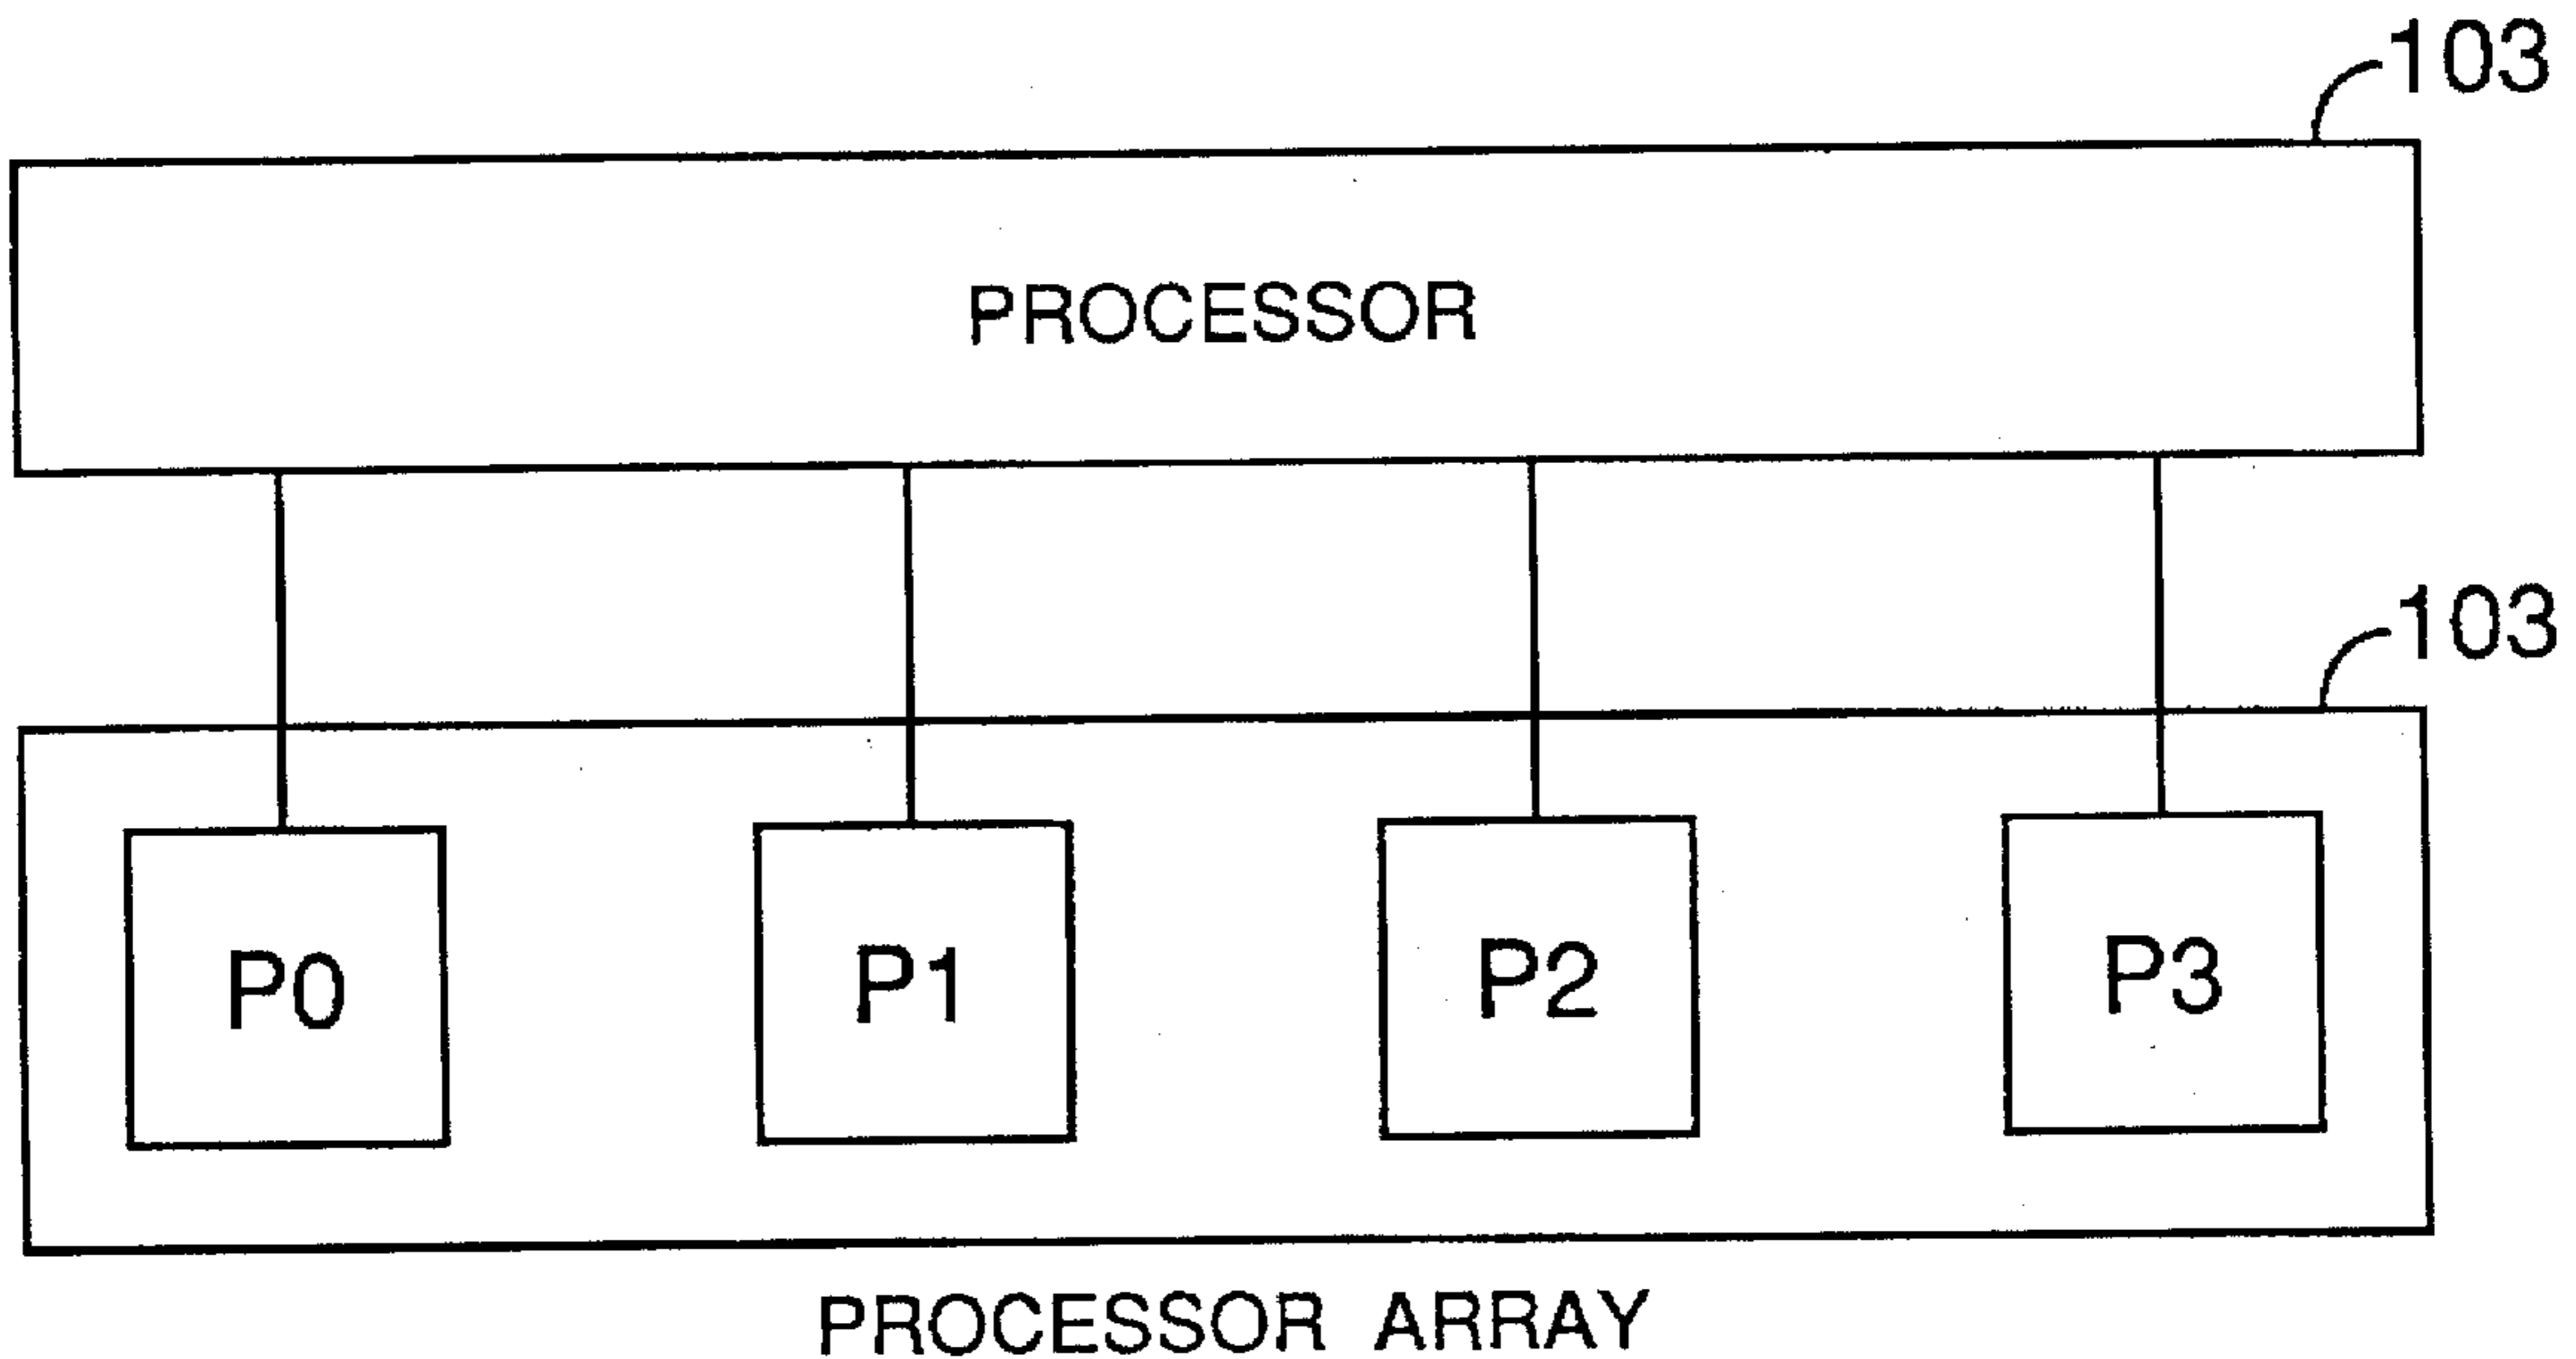 103
PROCESSOR
103
P0 P1 P2 P3
PROCESSOR ARRAY